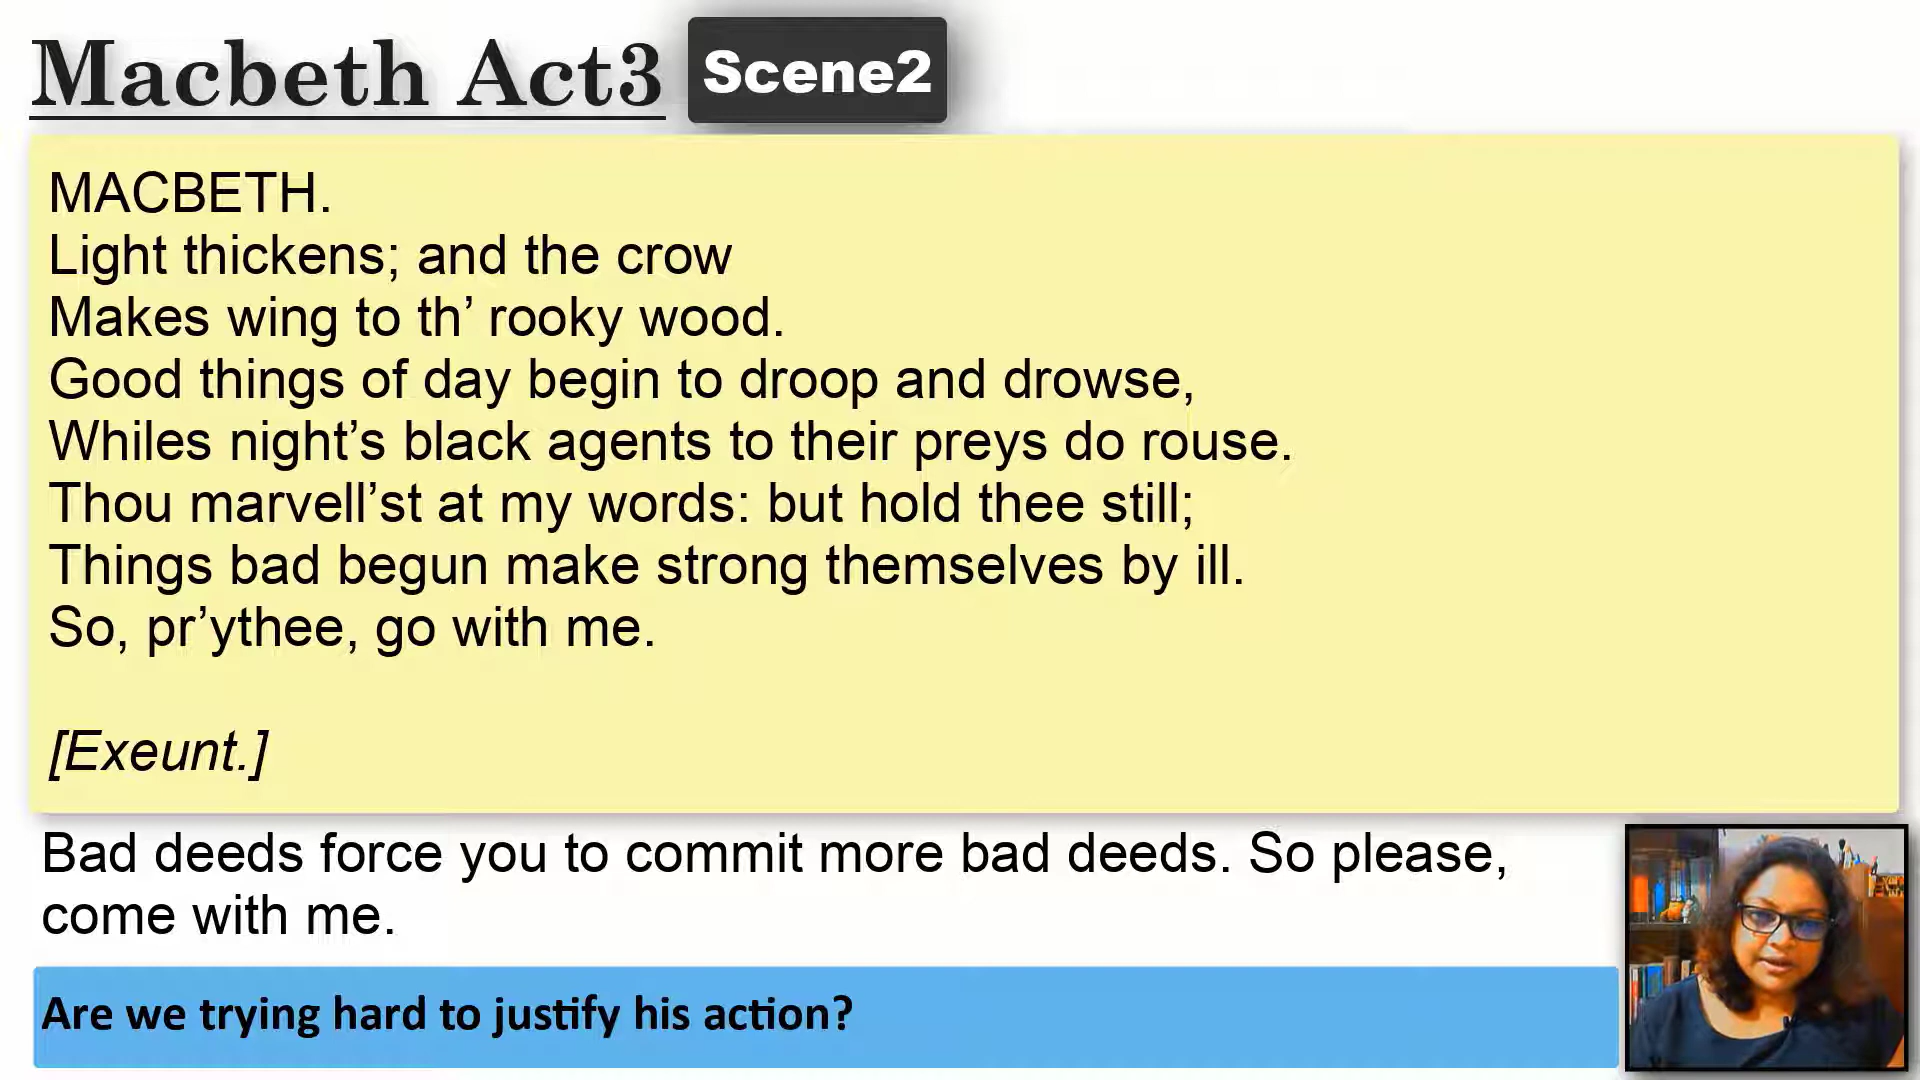 Macbeth Act3 Scene2
MACBETH.
Light thickens; and the crow
Makes wing to th’ rooky wood.
Good things of day begin to droop and drowse,
Whiles night’s black agents to their preys do rouse.
Thou marvell’st at my words: but hold thee still;
Things bad begun make strong themselves by ill.
So, pr’ythee, go with me.
[Exeunt.]
Bad deeds force you to commit more bad deeds. So please,
come with me.
Are we trying hard to justify his action?